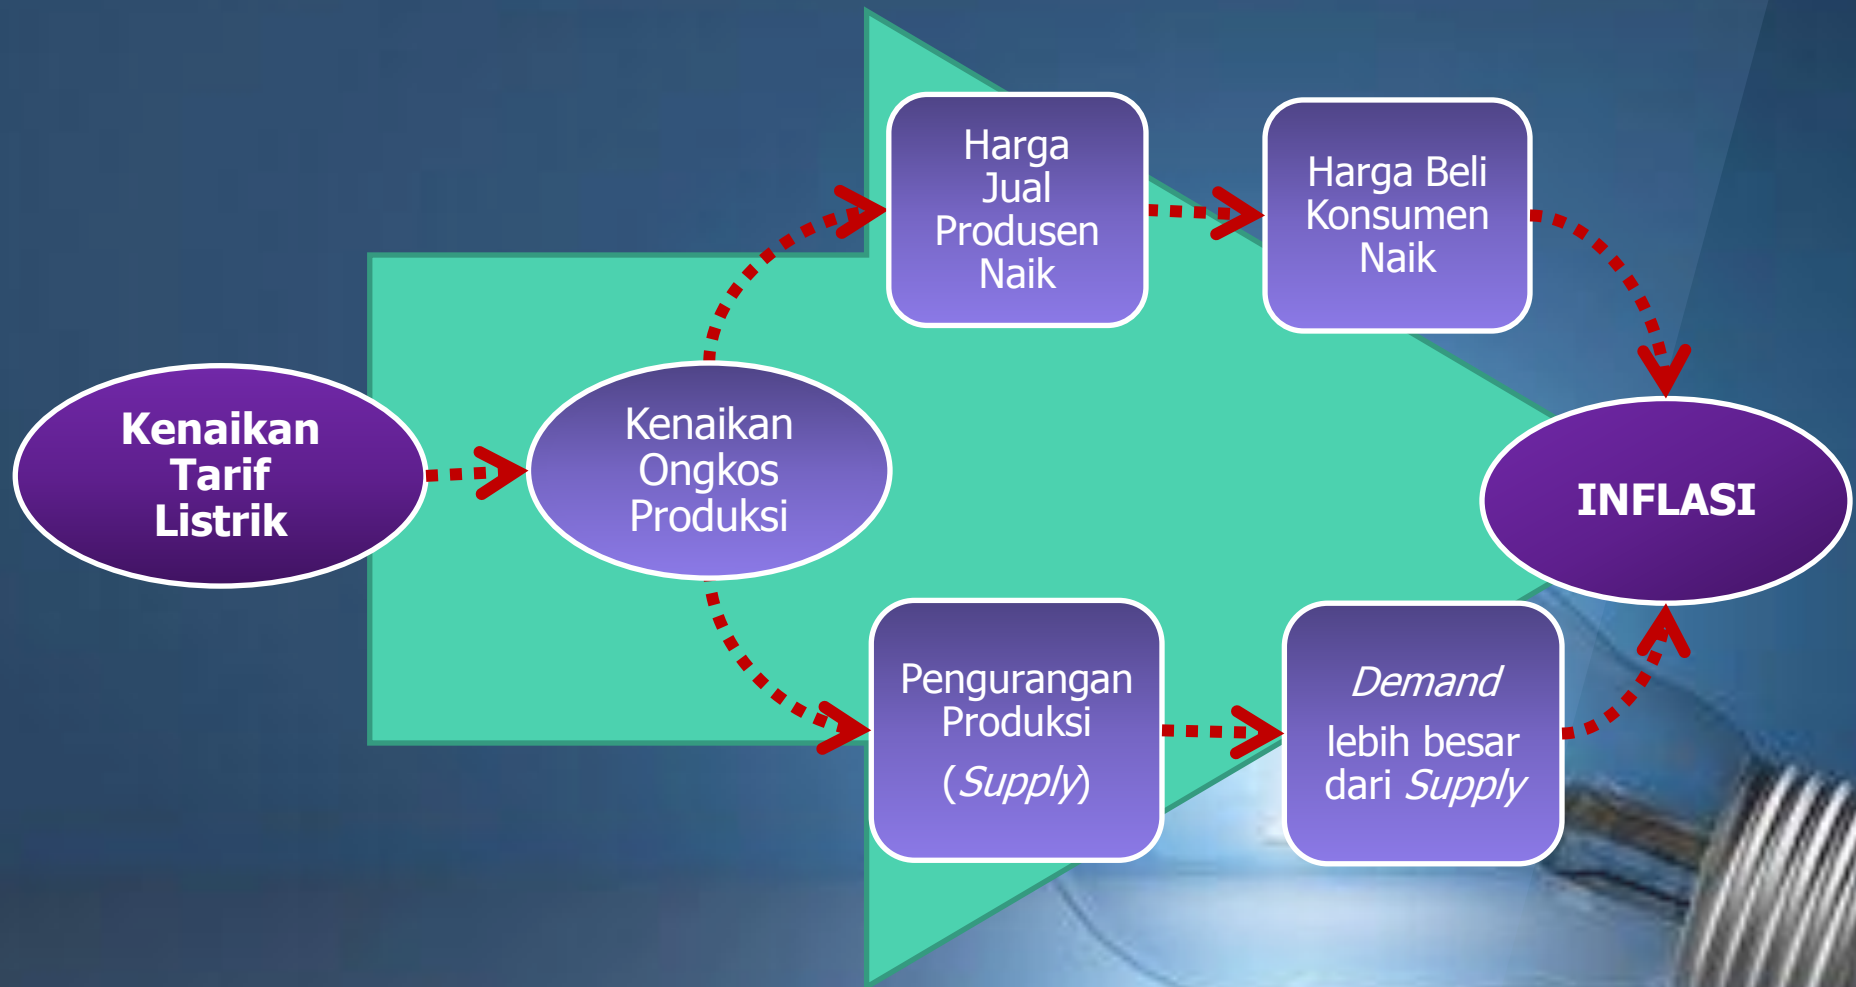 Kenaikan
Tarif
Listrik
Kenaikan
Ongkos
Produksi
Harga
Jual
Produsen
Naik
Harga Beli
Konsumen
Naik
Pengurangan
Produksi
(Supply)
Demand
lebih besar
dari Supply
INFLASI